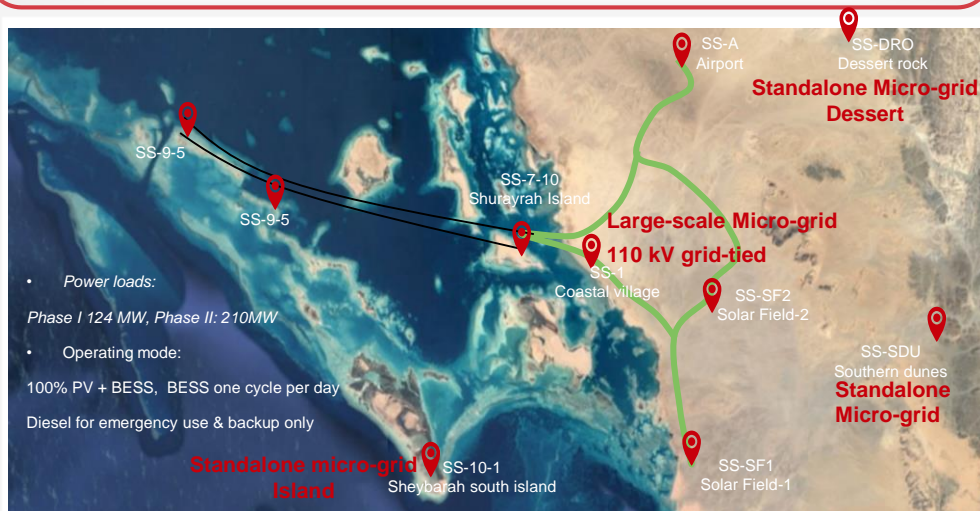 SS-A
Airport
SS-DRO
Dessert rock
Standalone Micro-grid
Dessert
SS-9-5
SS-9-5
SS-7-10
Shurayrah Island
Large-scale Micro-grid
110 kV grid-tied
SS-1
Coastal village
SS-SF2
Solar Field-2
• Power loads:
Phase I 124 MW, Phase II: 210MW
• Operating mode:
100% PV + BESS, BESS one cycle per day
Diesel for emergency use & backup only
SS-SDU
Southern dunes
Standalone
Micro-grid
Standalone micro-grid
Island
SS-10-1
Sheybarah south island
SS-SF1
Solar Field-1